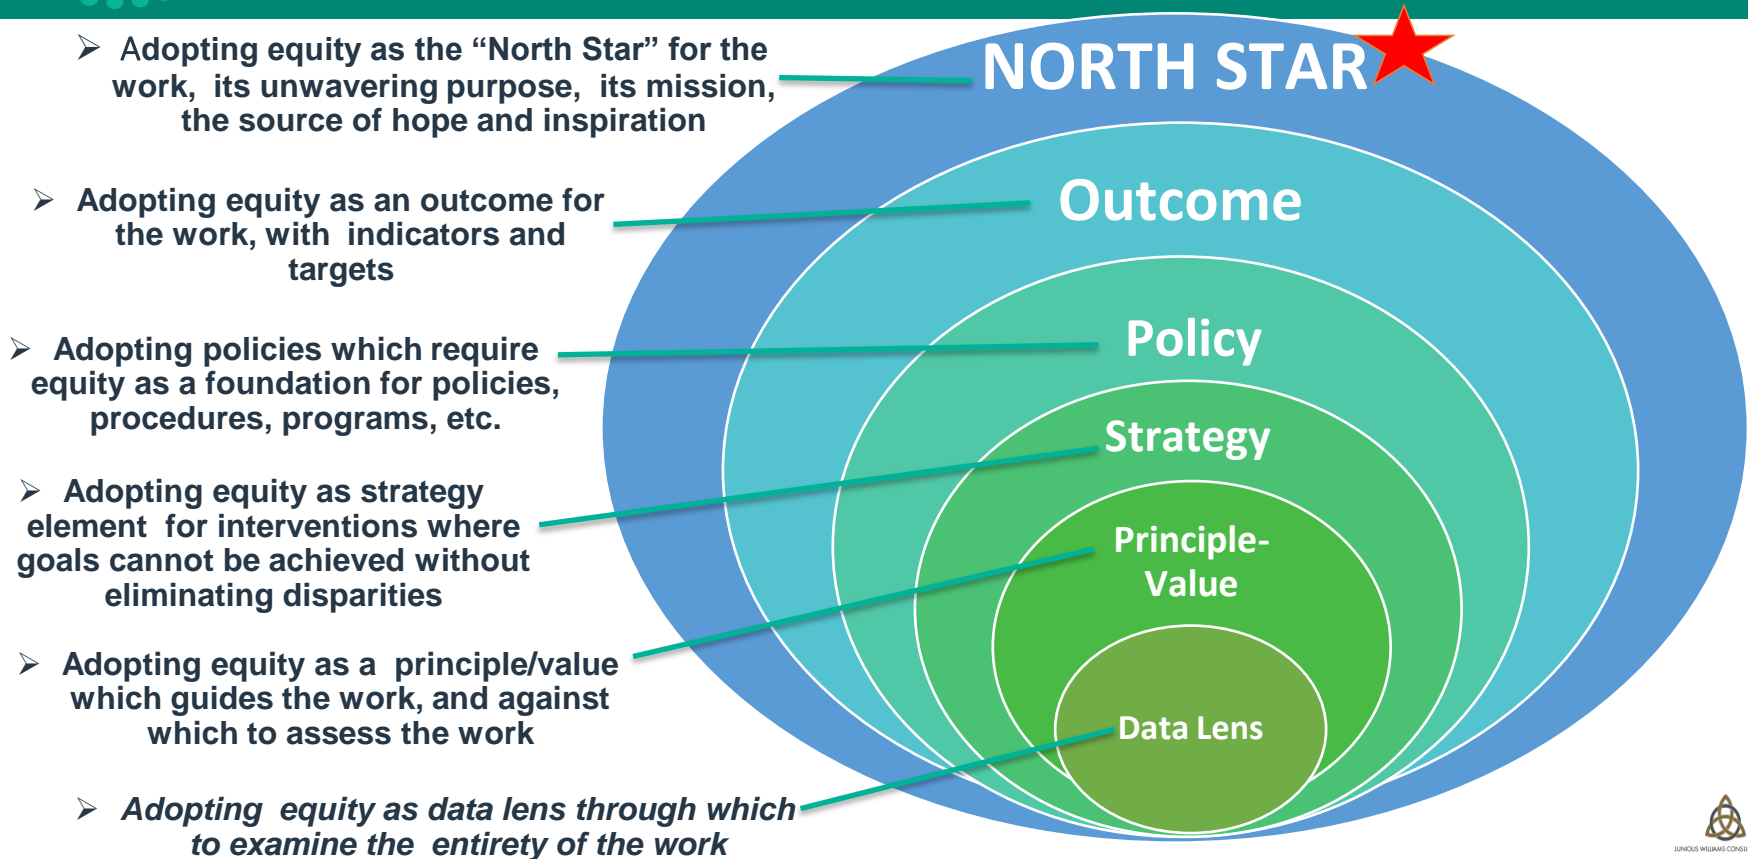 ➢ Adopting equity as the “North Star” for the
work, its unwavering purpose, its mission,
the source of hope and inspiration
➢ Adopting equity as an outcome for
the work, with indicators and
targets
➢ Adopting policies which require
equity as a foundation for policies,
procedures, programs, etc.
➢ Adopting equity as strategy
element for interventions where
goals cannot be achieved without
eliminating disparities
➢ Adopting equity as a principle/value
which guides the work, and against
which to assess the work
➢ Adopting equity as data lens through which
to examine the entirety of the work
NORTH STAR
Outcome
Policy
Strategy
Principle-
Value
Data Lens
JUNIOUS WILLIAMS CONSUL